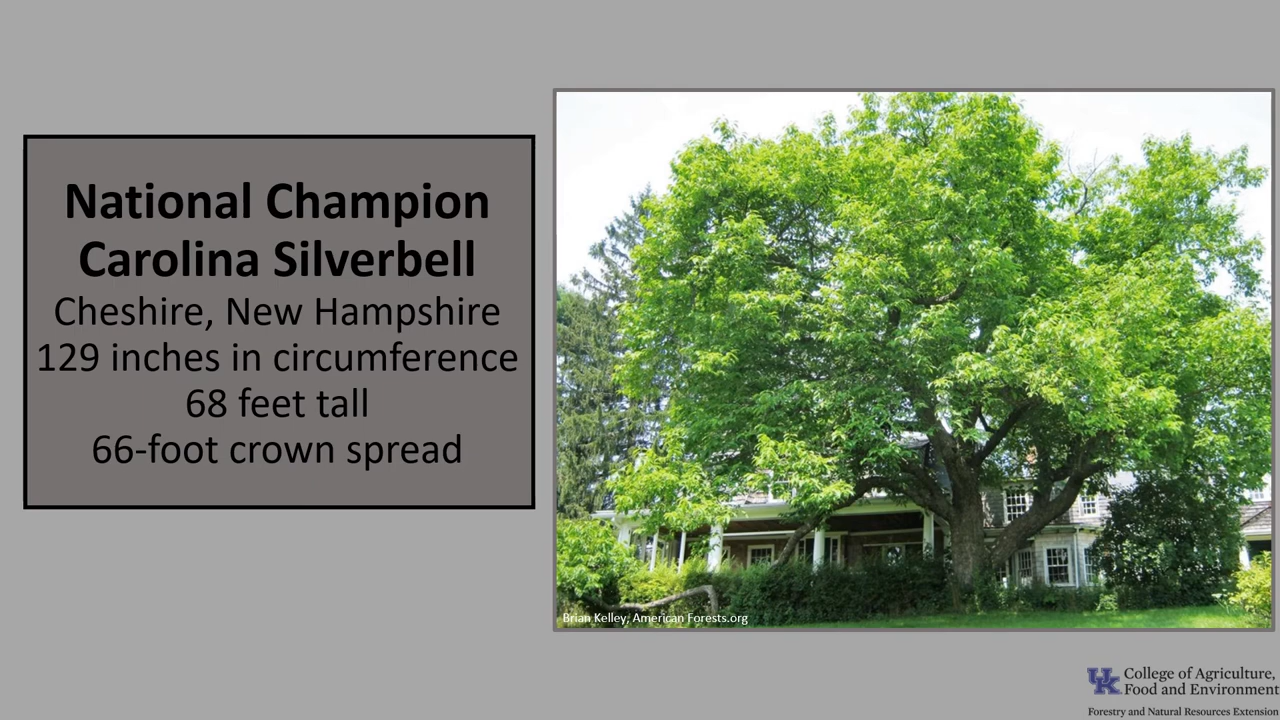 National Champion
Carolina Silverbell
Cheshire, New Hampshire
129 inches in circumference
68 feet tall
66-foot crown spread
Brian Kelley, American Forests.org
UK College of Agriculture,
Food and Environment
Forestry and Natural Resources Extension